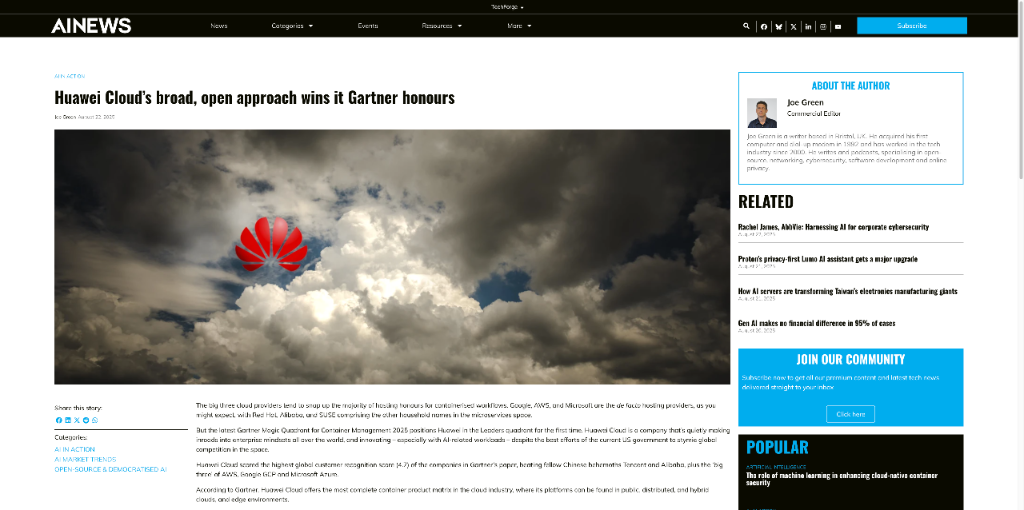 TechForge
AINEWS
News
Categories
Events
Resources
More
Subscribe
AI IN ACTION
Huawei Cloud's broad, open approach wins it Gartner honours
Joe Green August 22, 2025
Share this story:
Categories:
AI IN ACTION
AI MARKET TRENDS
OPEN-SOURCE & DEMOCRATISED AI
The big three cloud providers tend to snap up the majority of hosting honours for containerised workflows. Google, AWS, and Microsoft are the de facto hosting providers, as you
might expect, with Red Hat, Alibaba, and SUSE comprising the other household names in the microservices space.
But the latest Gartner Magic Quadrant for Container Management 2025 positions Huawei in the Leaders quadrant for the first time. Huawei Cloud is a company that's quietly making
inroads into enterprise mindsets all over the world, and innovating – especially with AI-related workloads – despite the best efforts of the current US government to stymie global
competition in the space.
Huawei Cloud scored the highest global customer recognition score (4.7) of the companies in Gartner's paper, beating fellow Chinese behemoths Tencent and Alibaba, plus the 'big
three' of AWS, Google GCP and Microsoft Azure.
According to Gartner, Huawei Cloud offers the most complete container product matrix in the cloud industry, where its platforms can be found in public, distributed, and hybrid
clouds, and edge environments.
ABOUT THE AUTHOR
Joe Green
Commercial Editor
Joe Green is a writer based in Bristol, UK. He acquired his first
computer and dial-up modem in 1992 and has worked in the tech
industry since 2000. He writes and podcasts, specialising in open-
source, networking, cybersecurity, software development and online
privacy.
RELATED
Rachel James, AbbVie: Harnessing AI for corporate cybersecurity
August 22, 2025
Proton's privacy-first Lumo AI assistant gets a major upgrade
August 21, 2025
How AI servers are transforming Taiwan's electronics manufacturing giants
August 21, 2025
Gen AI makes no financial difference in 95% of cases
August 20, 2025
JOIN OUR COMMUNITY
Subscribe now to get all our premium content and latest tech news
delivered straight to your inbox
Click here
POPULAR
ARTIFICIAL INTELLIGENCE
The role of machine learning in enhancing cloud-native container
security